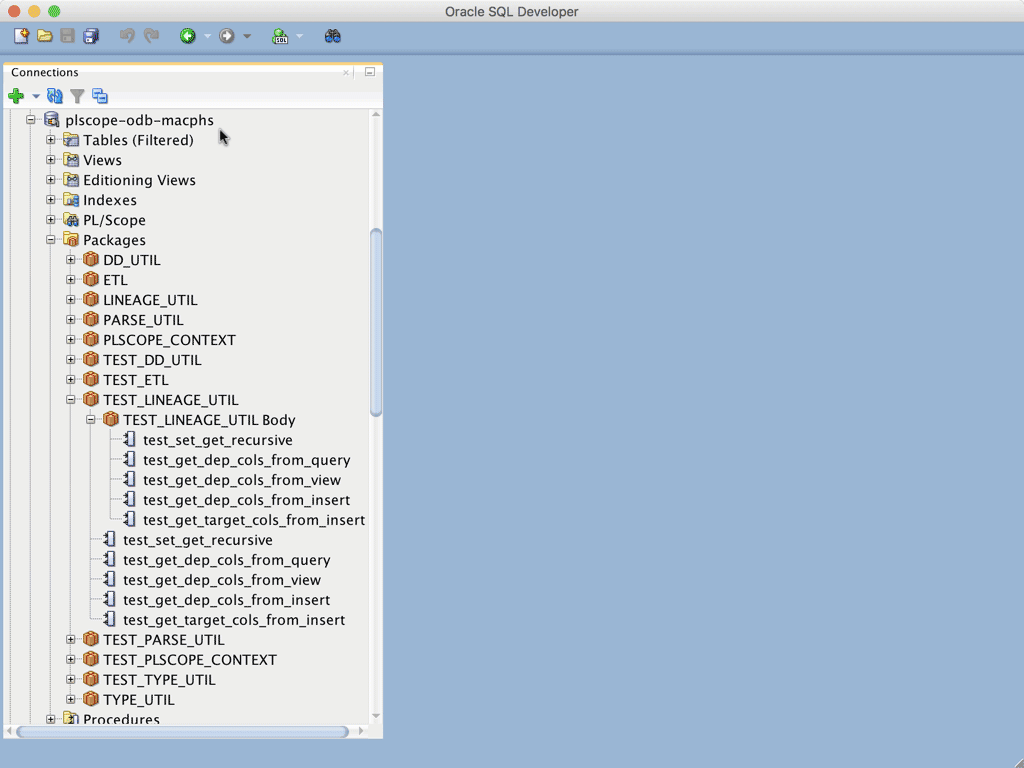 Oracle SQL Developer
SQL
Connections
plscope-odb-macphs
Tables (Filtered)
Views
Editioning Views
Indexes
PL/Scope
Packages
DD_UTIL
ETL
LINEAGE_UTIL
PARSE_UTIL
PLSCOPE_CONTEXT
TEST_DD_UTIL
TEST_ETL
TEST_LINEAGE_UTIL
TEST_LINEAGE_UTIL Body
test_set_get_recursive
test_get_dep_cols_from_query
test_get_dep_cols_from_view
test_get_dep_cols_from_insert
test_get_target_cols_from_insert
test_set_get_recursive
test_get_dep_cols_from_query
test_get_dep_cols_from_view
test_get_dep_cols_from_insert
test_get_target_cols_from_insert
TEST_PARSE_UTIL
TEST_PLSCOPE_CONTEXT
TEST_TYPE_UTIL
TYPE_UTIL
Procedures